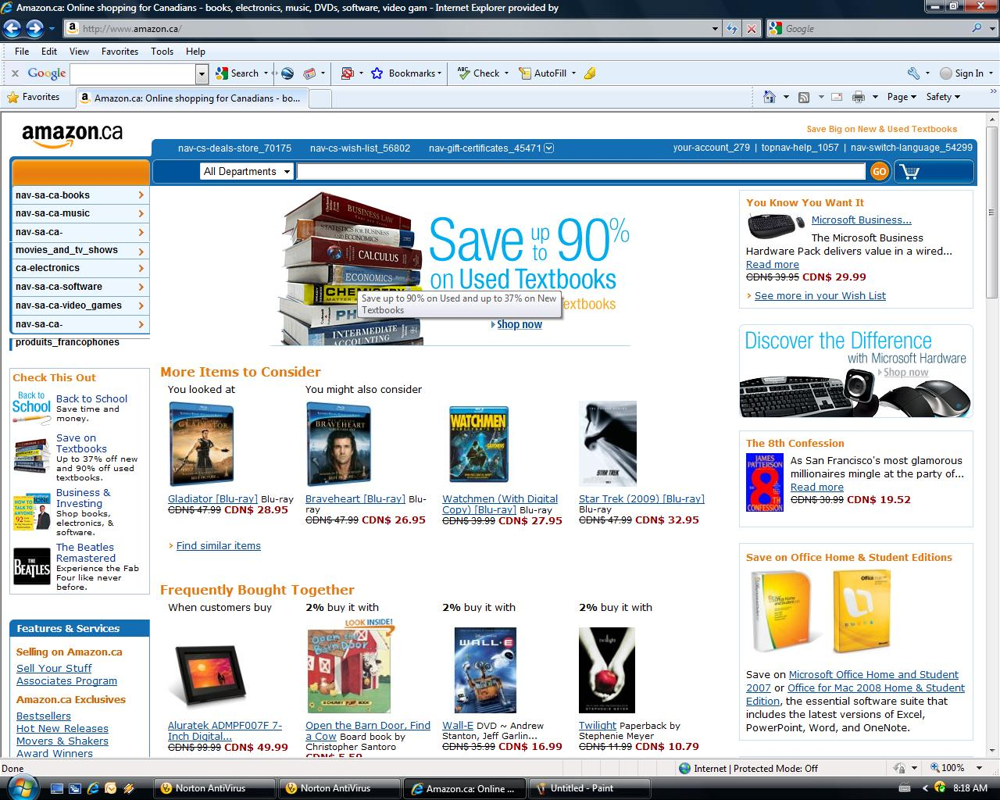 Amazon.ca: Online shopping for Canadians - books, electronics, music, DVDs, software, video gam - Internet Explorer provided by
http://www.amazon.ca/
Google
File Edit View Favorites Tools Help
x Google Search Bookmarks Check AutoFill Sign In
Favorites Amazon.ca: Online shopping for Canadians - bo... Page Safety
amazon.ca
Save Big on New & Used Textbooks
nav-cs-deals-store_70175 nav-cs-wish-list_56802 nav-gift-certificates_45471 your-account_279 | topnav-help_1057 | nav-switch-language_54299
All Departments GO
nav-sa-ca-books
nav-sa-ca-music
nav-sa-ca-
movies_and_tv_shows
ca-electronics
nav-sa-ca-software
nav-sa-ca-video_games
nav-sa-ca-
produits_francophones
BUSINESS LAW
STATISTICS FOR BUSINESS
AND ECONOMICS
CALCULUS
ECONOMICS
CHEMISTRY
PH
INTERMEDIATE
ACCOUNTING
Save up to 90%
on Used Textbooks
extbooks
Save up to 90% on Used and up to 37% on New
Textbooks
Shop now
You Know You Want It
Microsoft Business...
The Microsoft Business
Hardware Pack delivers value in a wired...
Read more
CDN$ 39.95 CDN$ 29.99
See more in your Wish List
Discover the Difference
with Microsoft Hardware
Shop now
Check This Out
Back to
School
Back to School
Save time and
money.
Save on
Textbooks
Up to 37% off new
and 90% off used
textbooks.
HOW TO
TALK TO
ANYONE
92
Business &
Investing
Shop books,
electronics, &
software.
THE
BEATLES
The Beatles
Remastered
Experience the Fab
Four like never
before.
More Items to Consider
You looked at You might also consider
GLADIATOR
BRAVEHEART
WATCHMEN
STAR TREK
Gladiator [Blu-ray] Blu-ray
CDN$ 47.99 CDN$ 28.95
Braveheart [Blu-ray] Blu-
ray
CDN$ 47.99 CDN$ 26.95
Watchmen (With Digital
Copy) [Blu-ray] Blu-ray
CDN$ 39.99 CDN$ 27.95
Star Trek (2009) [Blu-ray]
Blu-ray
CDN$ 47.99 CDN$ 32.95
Find similar items
The 8th Confession
JAMES
PATTERSON
THE
8TH
CONFESSION
As San Francisco's most glamorous
millionaires mingle at the party of...
Read more
CDN$ 30.99 CDN$ 19.52
Frequently Bought Together
When customers buy 2% buy it with 2% buy it with 2% buy it with
LOOK INSIDE!
Open the
Barn Door...
A CHUNKY FLAP BOOK
WALL·E
twilight
STEPHENIE MEYER
Aluratek ADMPF007F 7-
Inch Digital...
CDN$ 99.99 CDN$ 49.99
Open the Barn Door, Find
a Cow Board book by
Christopher Santoro
CDN$ 5.50
Wall-E DVD ~ Andrew
Stanton, Jeff Garlin...
CDN$ 35.99 CDN$ 16.99
Twilight Paperback by
Stephenie Meyer
CDN$ 11.99 CDN$ 10.79
Save on Office Home & Student Editions
Office
Save on Microsoft Office Home and Student
2007 or Office for Mac 2008 Home & Student
Edition, the essential software suite that
includes the latest versions of Excel,
PowerPoint, Word, and OneNote.
Features & Services
Selling on Amazon.ca
Sell Your Stuff
Associates Program
Amazon.ca Exclusives
Bestsellers
Hot New Releases
Movers & Shakers
Award Winners
Done Internet | Protected Mode: Off 100%
Norton AntiVirus Norton AntiVirus Amazon.ca: Online ... Untitled - Paint 8:18 AM